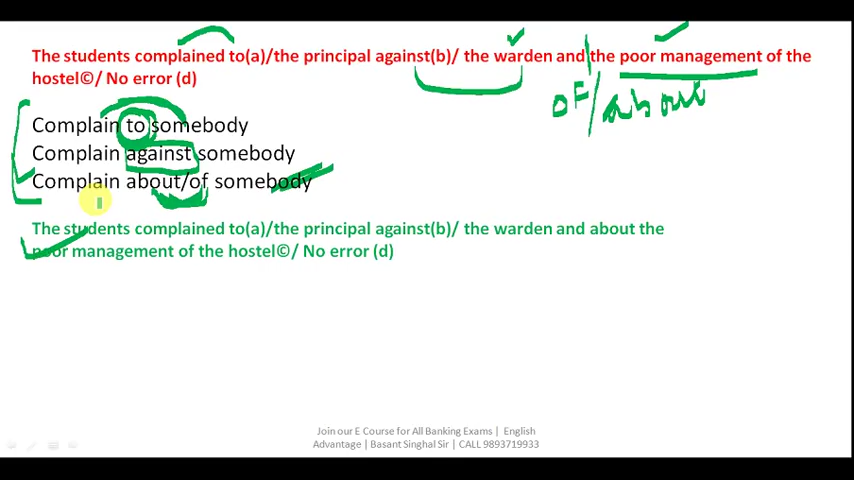 The students complained to(a)/the principal against(b)/ the warden and the poor management of the
hostel©/ No error (d)
OF/about
Complain to somebody
Complain against somebody
Complain about/of somebody
The students complained to(a)/the principal against(b)/ the warden and about the
poor management of the hostel©/ No error (d)
Join our E Course for All Banking Exams | English
Advantage | Basant Singhal Sir | CALL 9893719933